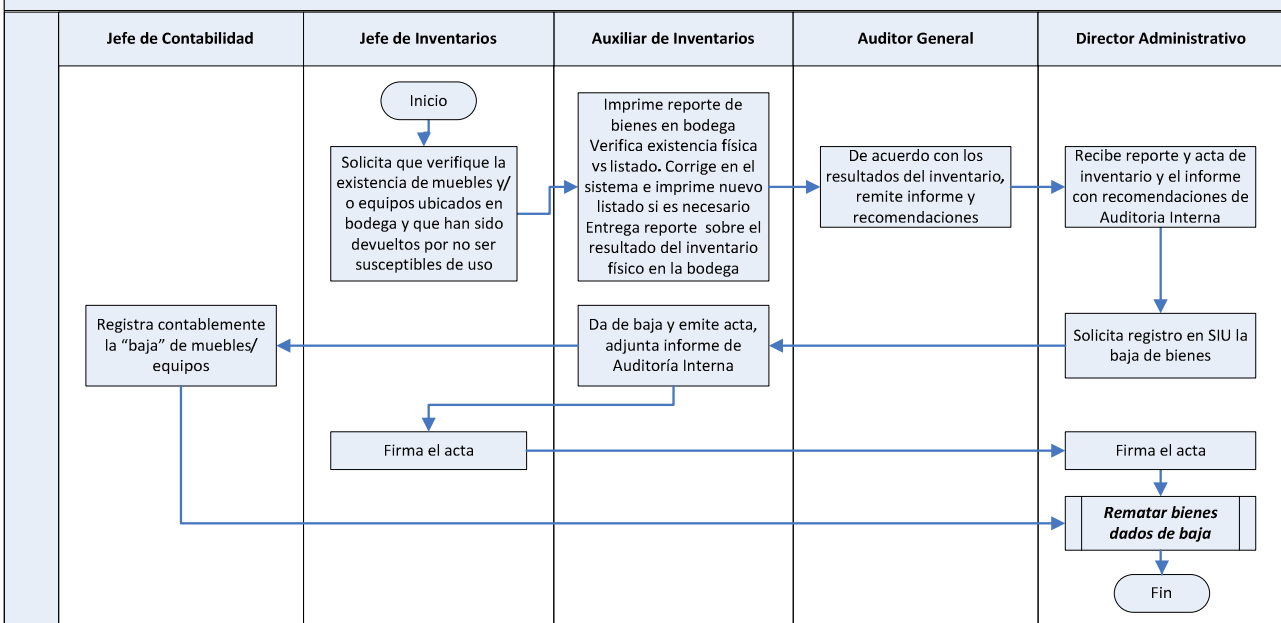 Jefe de Contabilidad
Jefe de Inventarios
Auxiliar de Inventarios
Auditor General
Director Administrativo
Inicio
Solicita que verifique la
existencia de muebles y/
o equipos ubicados en
bodega y que han sido
devueltos por no ser
susceptibles de uso
Imprime reporte de
bienes en bodega
Verifica existencia física
vs listado. Corrige en el
sistema e imprime nuevo
listado si es necesario
Entrega reporte  sobre el
resultado del inventario
físico en la bodega
De acuerdo con los
resultados del inventario,
remite informe y
recomendaciones
Recibe reporte y acta de
inventario y el informe
con recomendaciones de
Auditoria Interna
Registra contablemente
la “baja” de muebles/
equipos
Da de baja y emite acta,
adjunta informe de
Auditoría Interna
Solicita registro en SIU la
baja de bienes
Firma el acta
Firma el acta
Rematar bienes
dados de baja
Fin